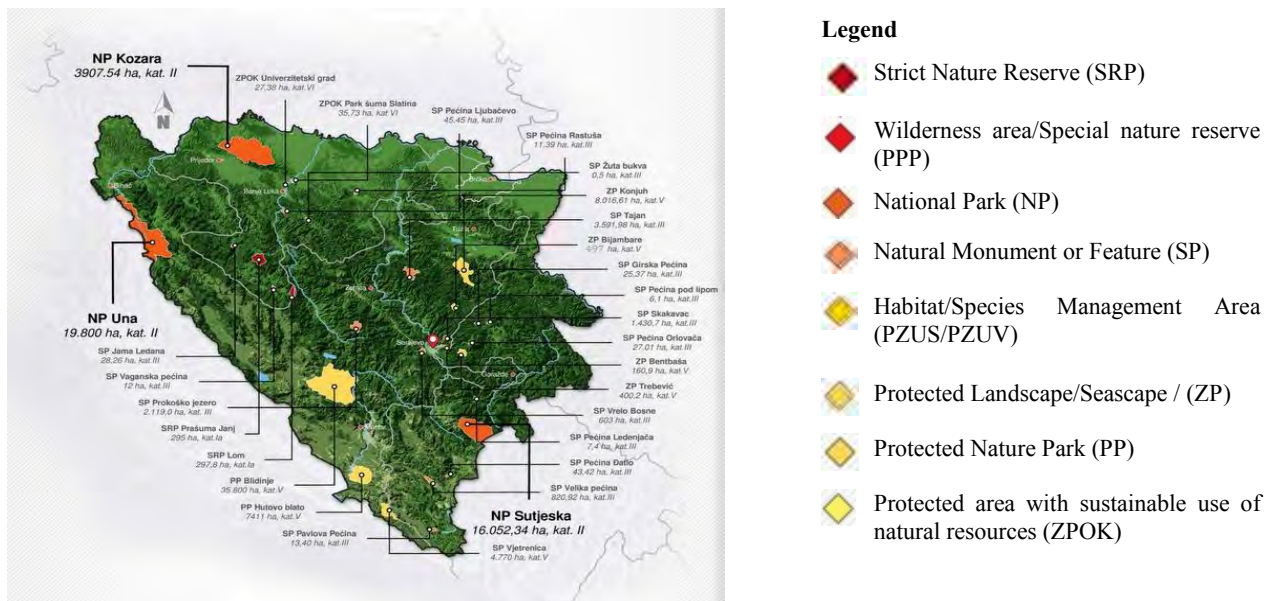 NP Kozara
3907.54 ha, kat. II
N
ZPOK Univerzitetski grad
27,38 ha, kat.VI
ZPOK Park šuma Slatina
35,73 ha, kat VI
SP Pećina Ljubačevo
45.45 ha, kat.III
SP Pećina Rastuša
11.39 ha, kat.III
SP Žuta bukva
0,5 ha, kat.III
ZP Konjuh
8.016,61 ha, kat.V
SP Tajan
3.591,98 ha, kat.III
ZP Bijambare
497 ha, kat.V
SP Girska Pećina
25,37 ha, kat.III
SP Pećina pod lipom
6,1 ha, kat.III
SP Skakavac
1.430,7 ha, kat.III
SP Pećina Orlovača
27,01 ha, kat.III
ZP Bentbaša
160,9 ha, kat.V
ZP Trebević
400,2 ha, kat.V
SP Vrelo Bosne
603 ha, kat.III
SP Pećina Ledenjača
7,4 ha, kat.III
SP Pećina Đatlo
43,42 ha, kat.III
SP Velika pećina
820,92 ha, kat.III
NP Sutjeska
16.052,34 ha, kat. II
SP Vjetrenica
4.770 ha, kat.V
NP Una
19.800 ha, kat. II
SP Jama Ledana
28,26 ha, kat III
SP Vaganska pećina
12 ha, kat.III
SP Prokoško jezero
2.119,0 ha, kat. III
SRP Prašuma Janj
295 ha, kat.Ia
SRP Lom
297,8 ha, kat.Ia
PP Blidinje
35.800 ha, kat.V
PP Hutovo blato
7411 ha, kat.V
SP Pavlova Pećina
13,40 ha, kat.III
Prijedor
Bihać
Banja Luka
Brčko
Tuzla
Zenica
Sarajevo
Goražde
Legend
Strict Nature Reserve (SRP)
Wilderness area/Special nature reserve
(PPP)
National Park (NP)
Natural Monument or Feature (SP)
Habitat/Species Management Area
(PZUS/PZUV)
Protected Landscape/Seascape / (ZP)
Protected Nature Park (PP)
Protected area with sustainable use of
natural resources (ZPOK)